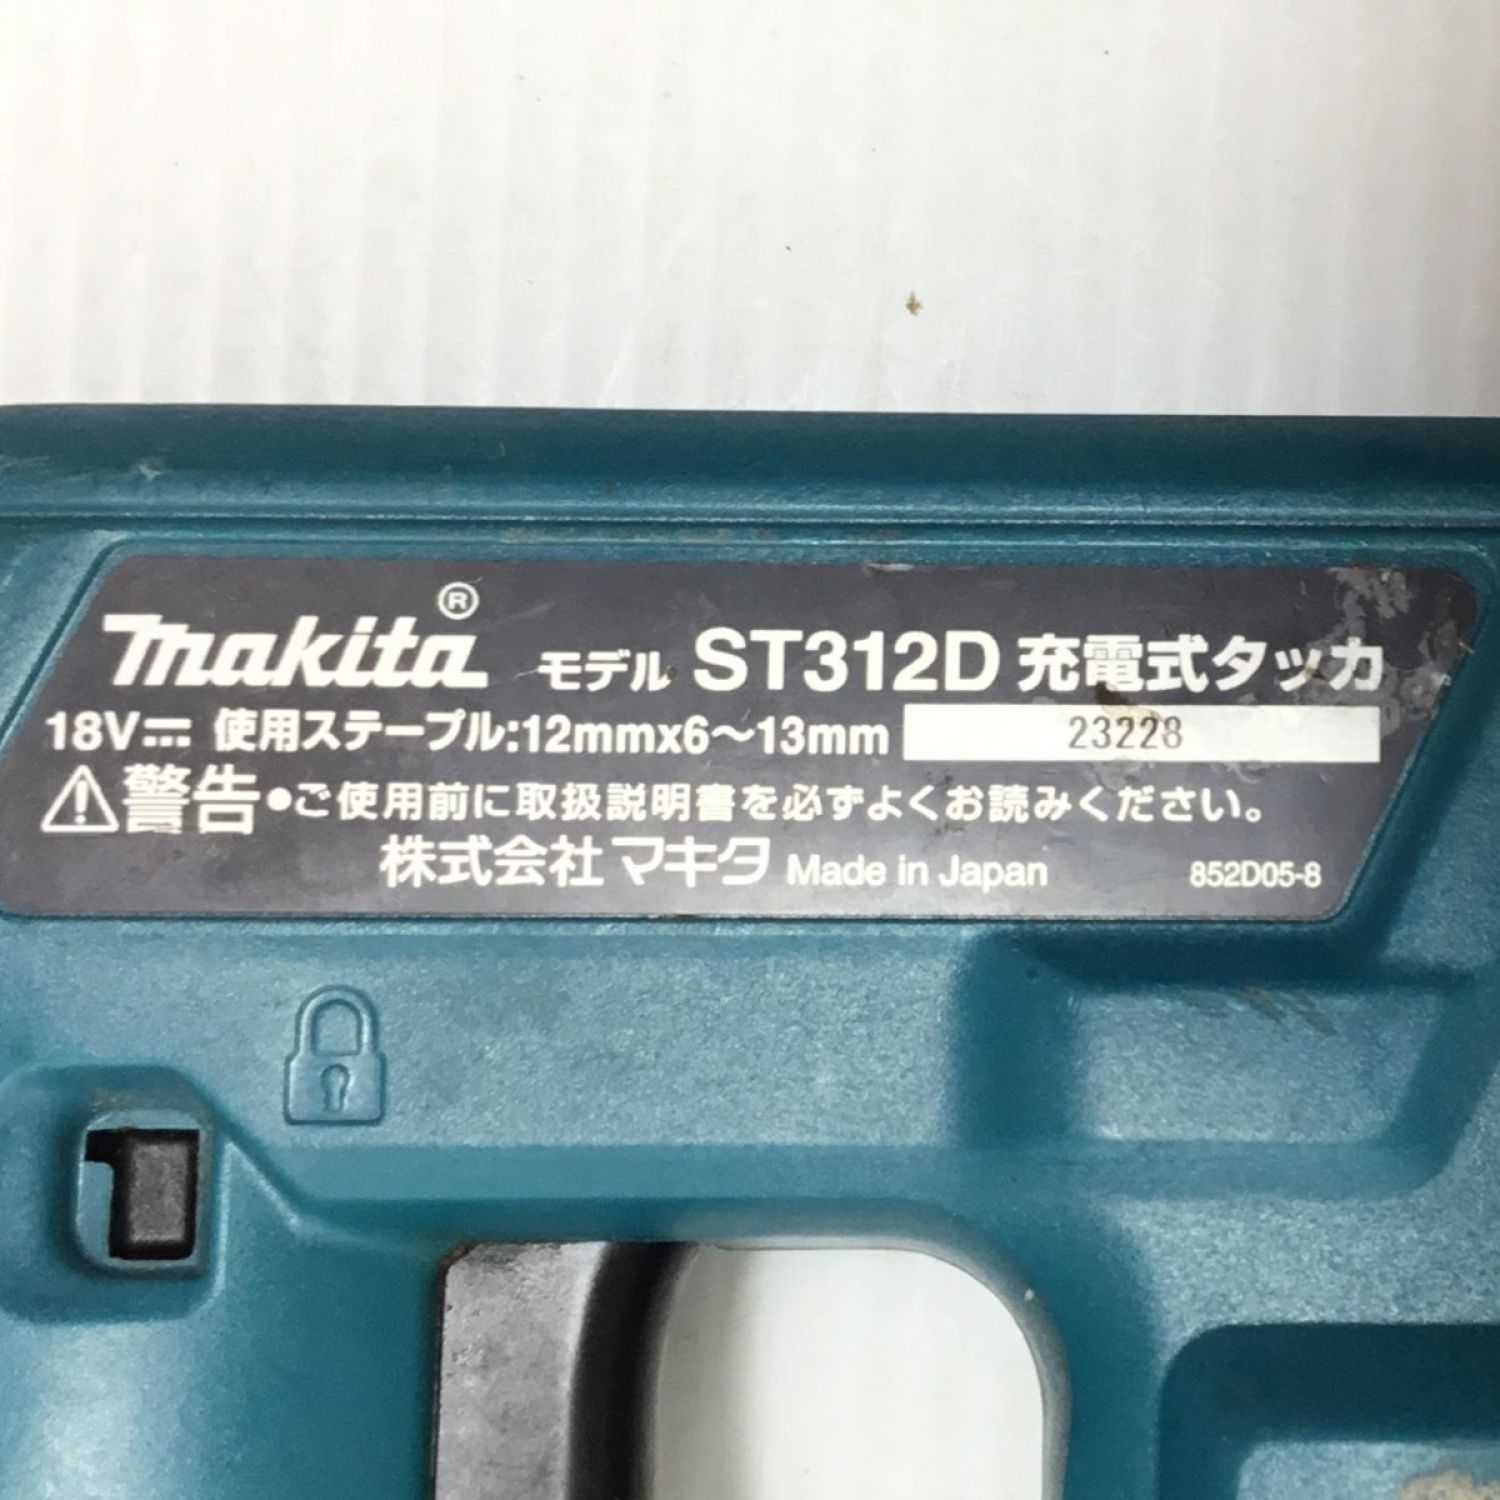 makita® モデル ST312D 充電式タッカ
18V⎓ 使用ステープル:12mmx6〜13mm 23228
⚠警告●ご使用前に取扱説明書を必ずよくお読みください。
株式会社マキタ Made in Japan 852D05-8